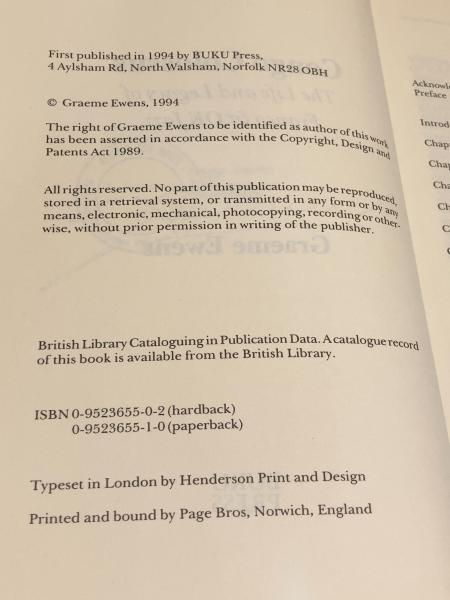 First published in 1994 by BUKU Press,
4 Aylsham Rd, North Walsham, Norfolk NR28 OBH
© Graeme Ewens, 1994
The right of Graeme Ewens to be identified as author of this work
has been asserted in accordance with the Copyright, Design and
Patents Act 1989.
All rights reserved. No part of this publication may be reproduced,
stored in a retrieval system, or transmitted in any form or by any
means, electronic, mechanical, photocopying, recording or other-
wise, without prior permission in writing of the publisher.
British Library Cataloguing in Publication Data. A catalogue record
of this book is available from the British Library.
ISBN 0-9523655-0-2 (hardback)
0-9523655-1-0 (paperback)
Typeset in London by Henderson Print and Design
Printed and bound by Page Bros, Norwich, England
Acknowle
Preface
Introd
Chap
Chap
Cha
Ch
C